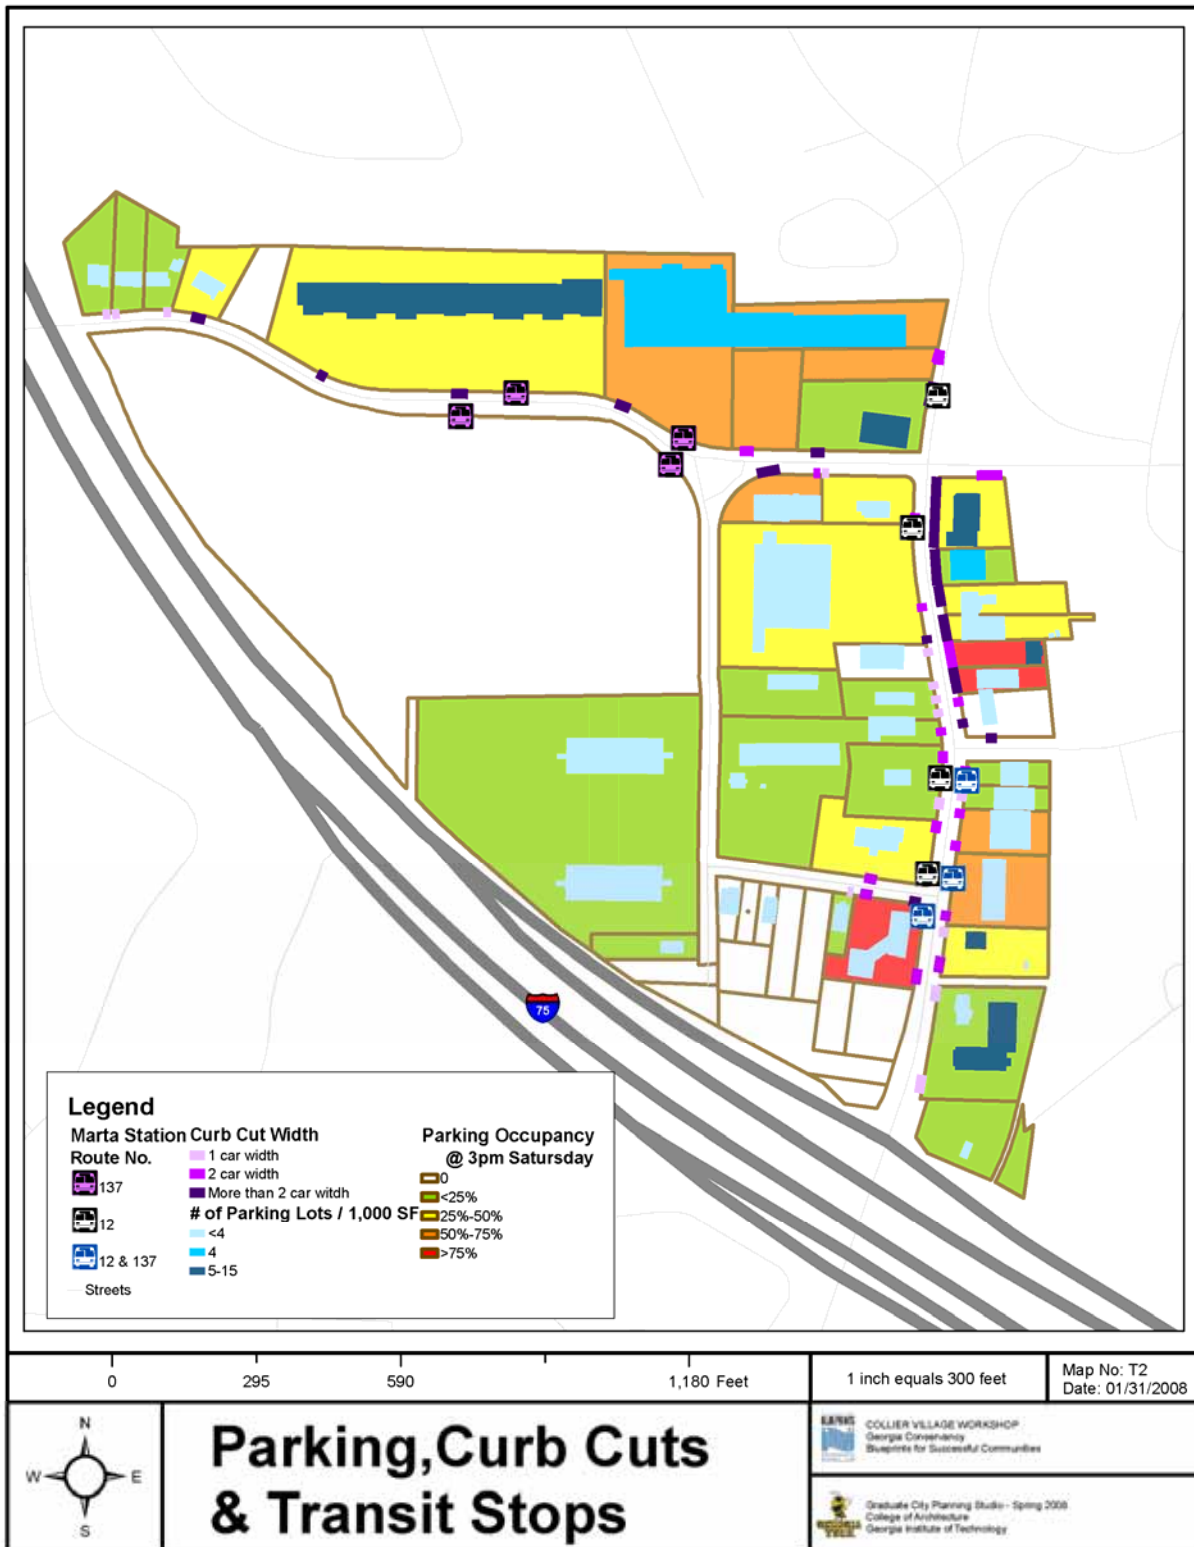 75
Legend
Marta Station
Route No.
137
12
12 & 137
Streets
Curb Cut Width
1 car width
2 car width
More than 2 car witdh
# of Parking Lots / 1,000 SF
<4
4
5-15
Parking Occupancy
@ 3pm Satursday
0
<25%
25%-50%
50%-75%
>75%
0 295 590 1,180 Feet
1 inch equals 300 feet
Map No: T2
Date: 01/31/2008
N
W E
S
Parking,Curb Cuts
& Transit Stops
COLLIER VILLAGE WORKSHOP
Georgia Conservancy
Blueprints for Successful Communities
Graduate City Planning Studio - Spring 2008
College of Architecture
Georgia Institute of Technology